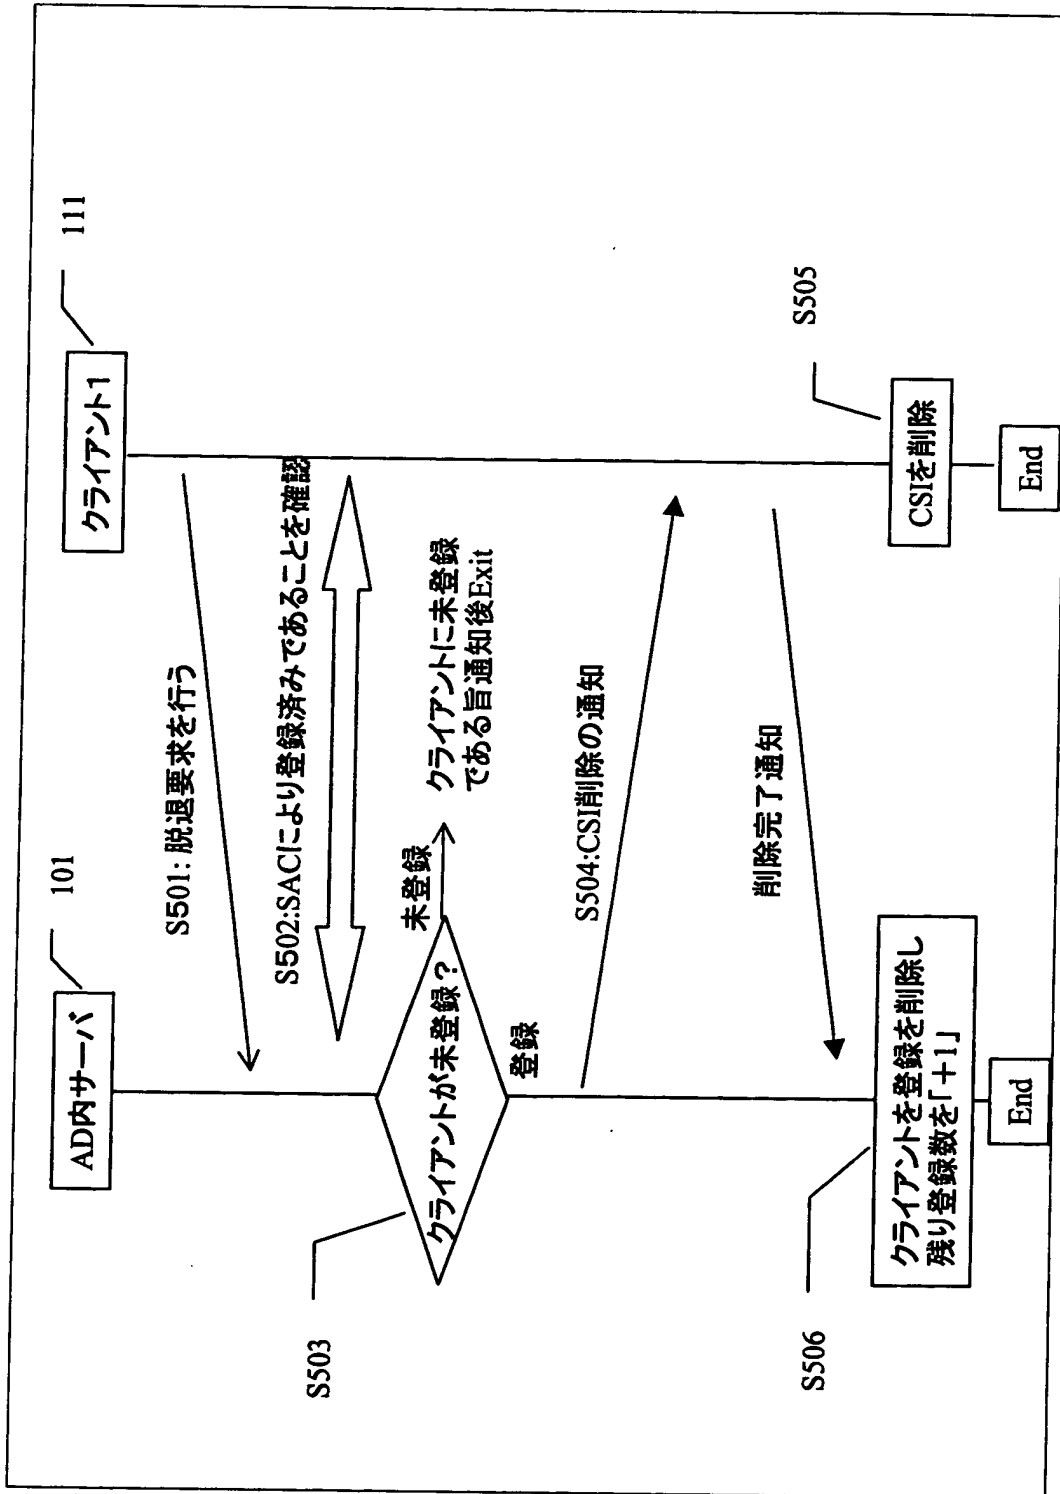 AD内サーバ
101
クライアント1
111
S501: 脱退要求を行う
S502:SACにより登録済みであることを確認
S503
クライアントが未登録?
未登録
クライアントに未登録
である旨通知後Exit
登録
S504:CSI削除の通知
削除完了通知
S505
CSIを削除
S506
クライアントを登録を削除し
残り登録数を「+1」
End
End